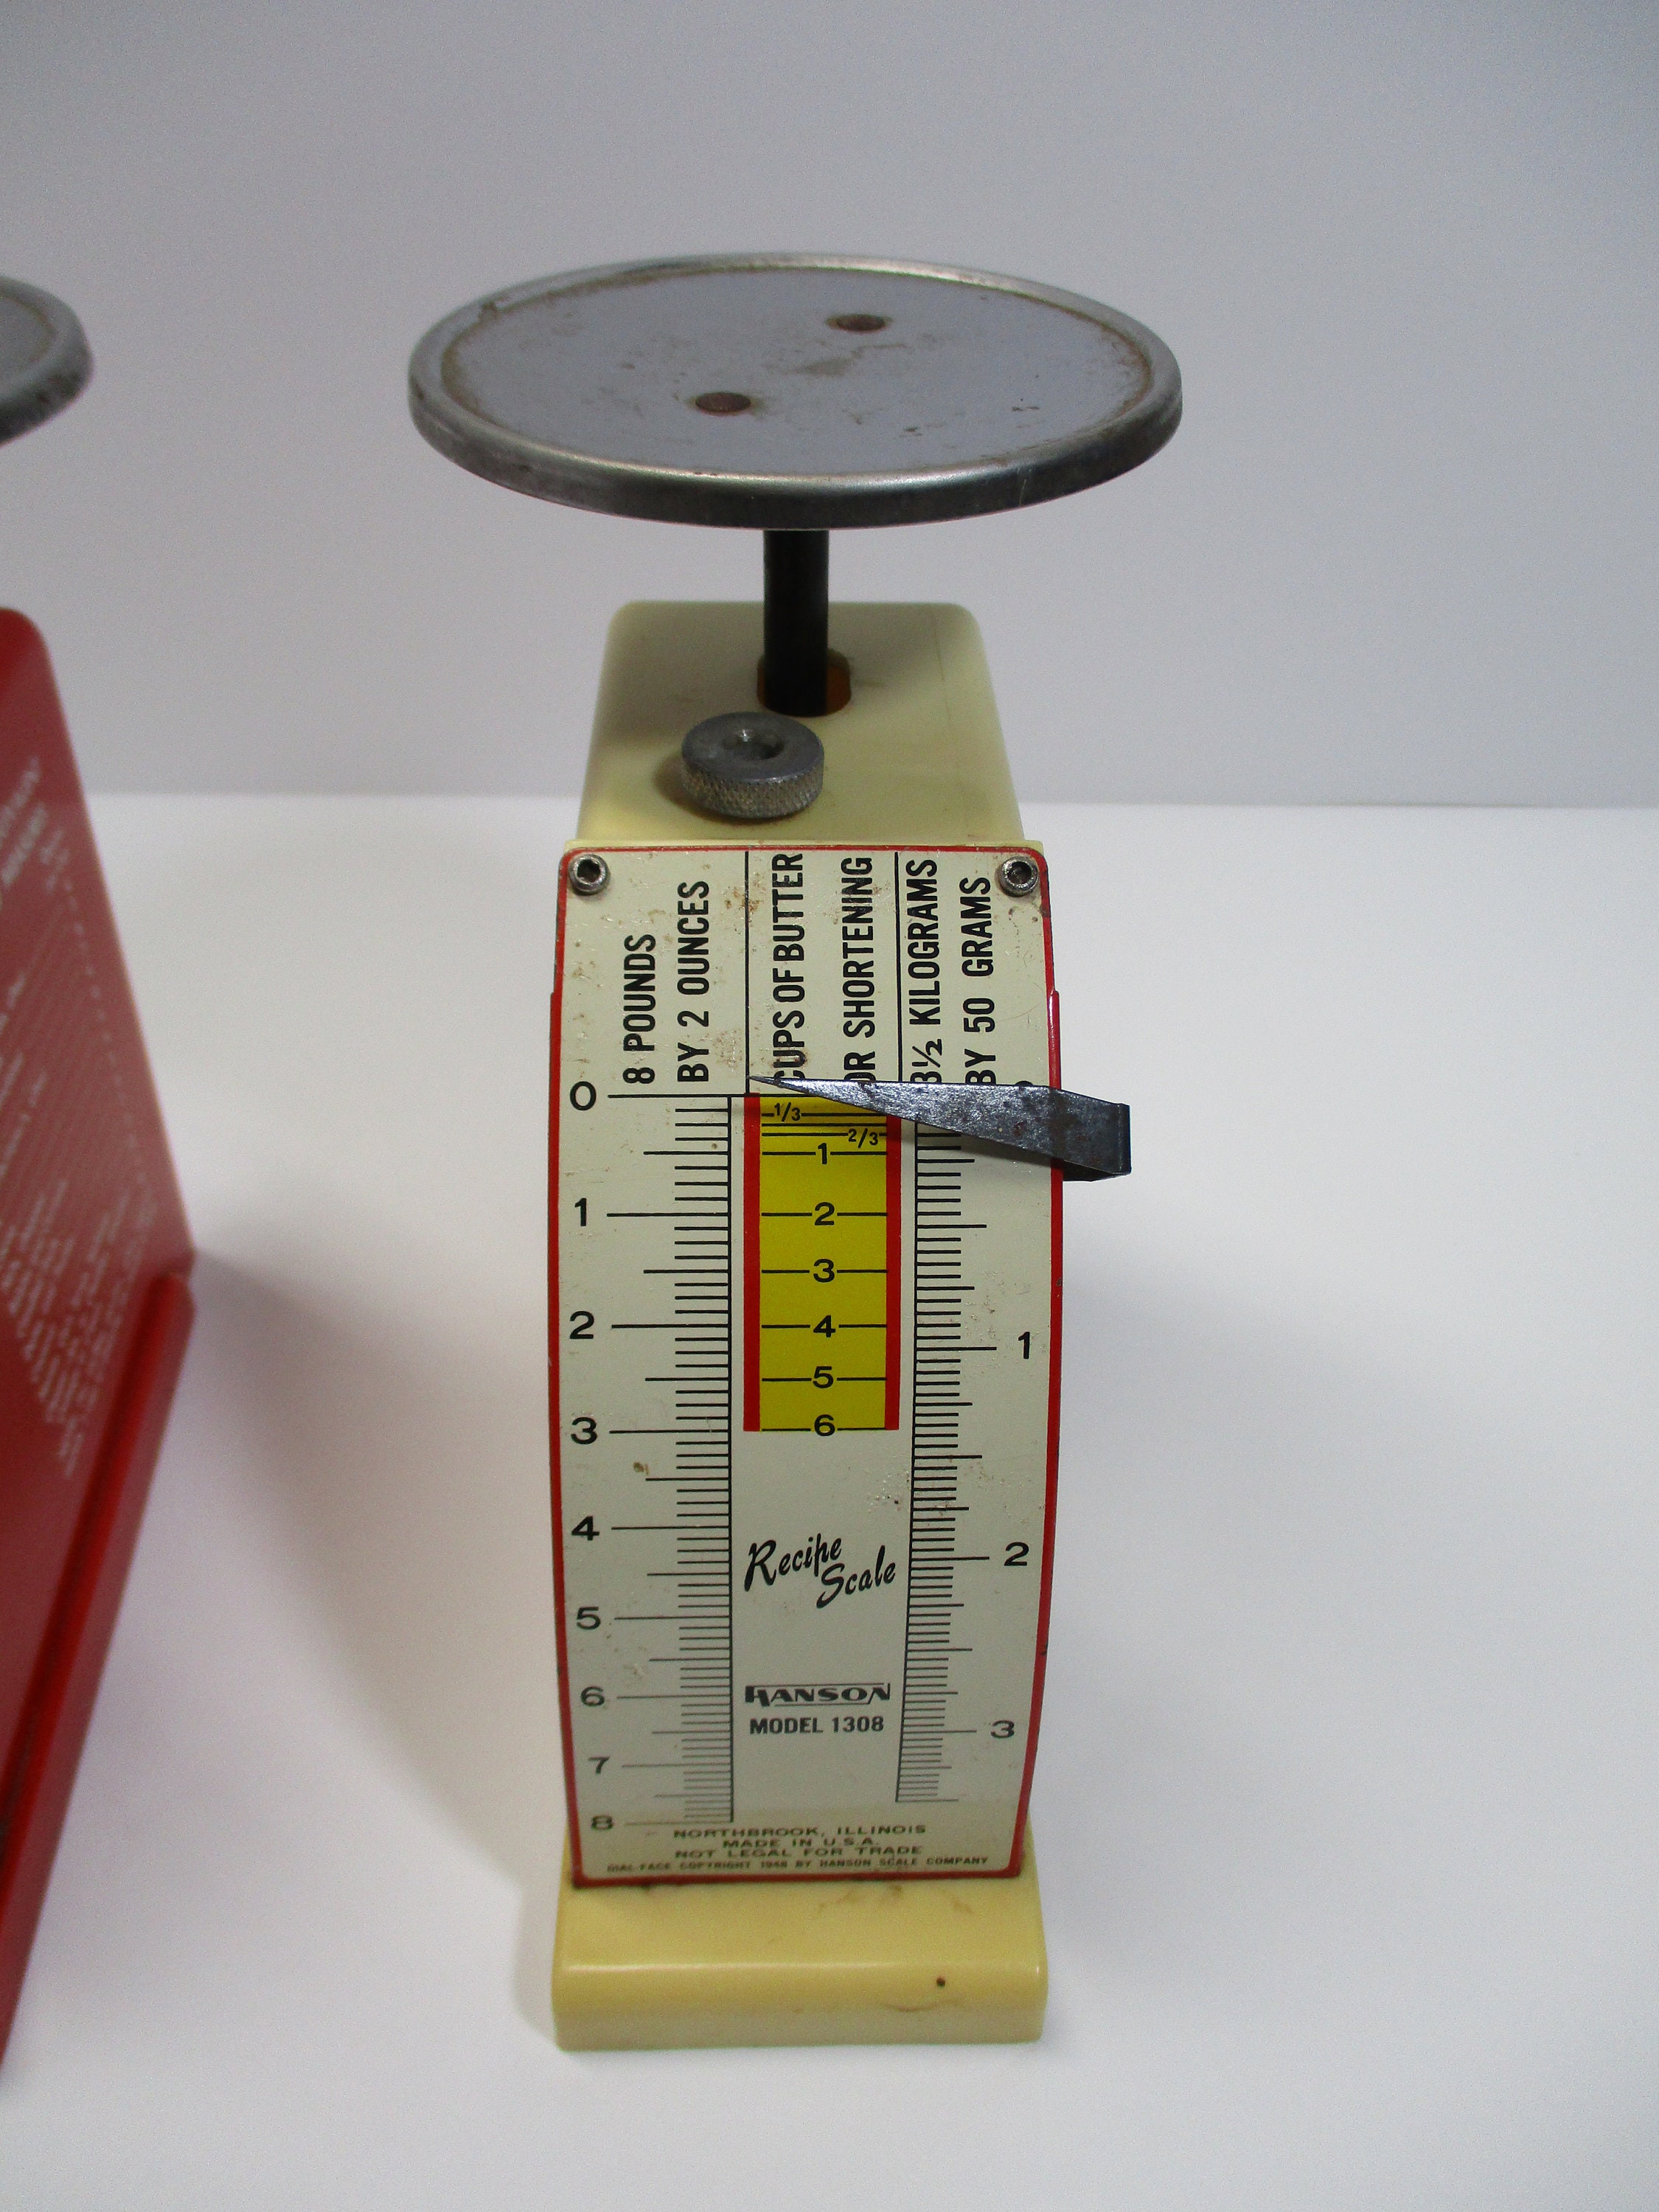 8 POUNDS
BY 2 OUNCES
CUPS OF BUTTER
OR SHORTENING
3½ KILOGRAMS
BY 50 GRAMS
0
1
2
3
4
5
6
7
8
1/3
2/3
1
2
3
4
5
6
1
2
3
Recipe
Scale
HANSON
MODEL 1308
NORTHBROOK, ILLINOIS
MADE IN U.S.A.
NOT LEGAL FOR TRADE
DIAL FACE COPYRIGHT 1948 BY HANSON SCALE COMPANY